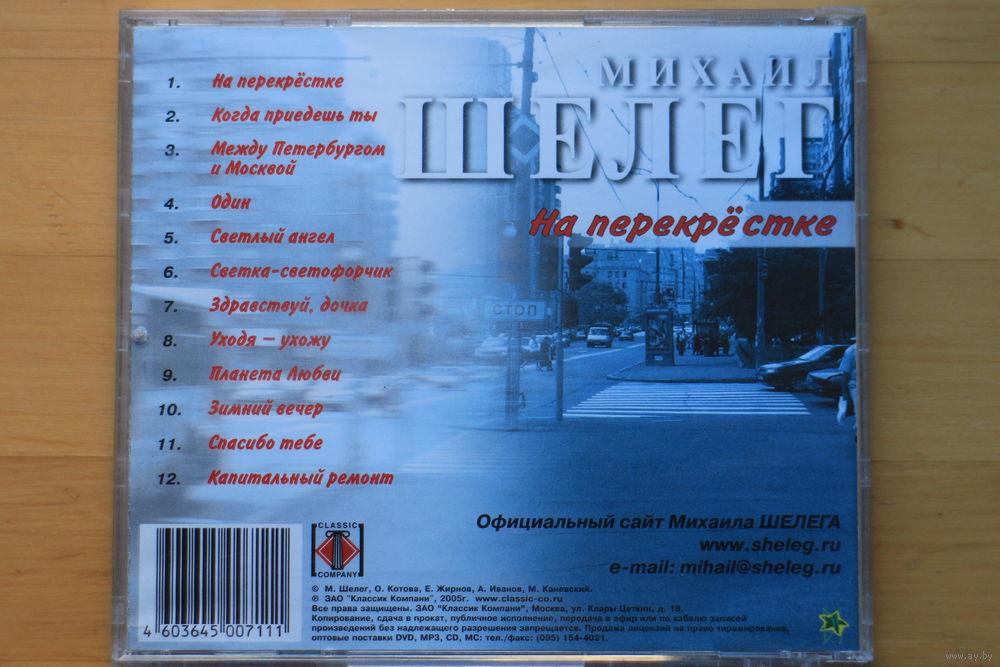 МИХАИЛ
ШЕЛЕГ
На перекрёстке
1. На перекрёстке
2. Когда приедешь ты
3. Между Петербургом
и Москвой
4. Один
5. Светлый ангел
6. Светка-светофорчик
7. Здравствуй, дочка
8. Уходя – ухожу
9. Планета Любви
10. Зимний вечер
11. Спасибо тебе
12. Капитальный ремонт
СТОП
Официальный сайт Михаила ШЕЛЕГА
www.sheleg.ru
e-mail: mihail@sheleg.ru
CLASSIC
COMPANY
4 603645 007111
© М. Шелег, О. Котова, Е. Жирнов, А. Иванов, М. Каневский.
℗ ЗАО "Классик Компани", 2005г. www.classic-co.ru
Все права защищены. ЗАО "Классик Компани", Москва, ул. Клары Цеткин, д. 18.
Копирование, сдача в прокат, публичное исполнение, передача в эфир или по кабелю записей
произведений без надлежащего разрешения запрещается. Продажа лицензий на право тиражирования,
оптовые поставки DVD, MP3, CD, MC: тел./факс: (095) 154-4021.
www.ay.by